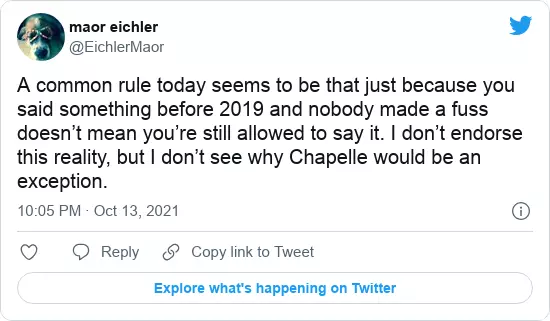 maor eichler
@EichlerMaor
A common rule today seems to be that just because you
said something before 2019 and nobody made a fuss
doesn’t mean you’re still allowed to say it. I don’t endorse
this reality, but I don’t see why Chapelle would be an
exception.
10:05 PM · Oct 13, 2021
Reply Copy link to Tweet
Explore what's happening on Twitter